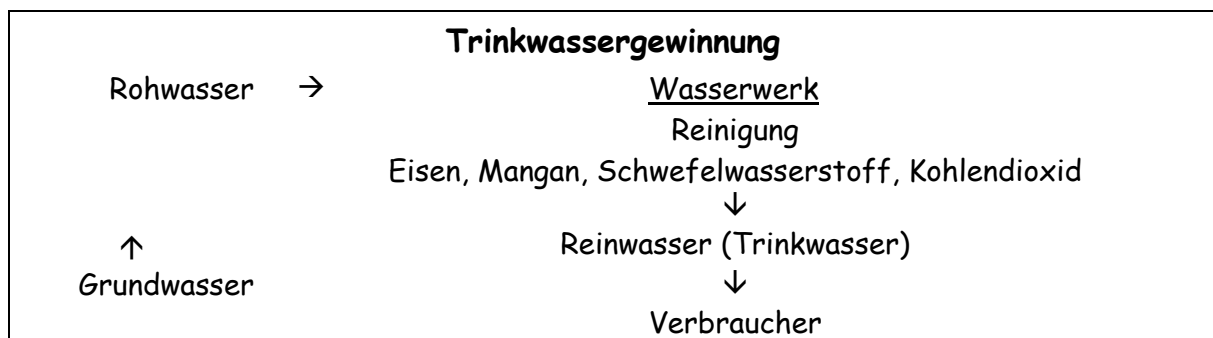 Trinkwassergewinnung
Rohwasser → Wasserwerk
Reinigung
Eisen, Mangan, Schwefelwasserstoff, Kohlendioxid
↓
↑ Reinwasser (Trinkwasser)
Grundwasser ↓
Verbraucher